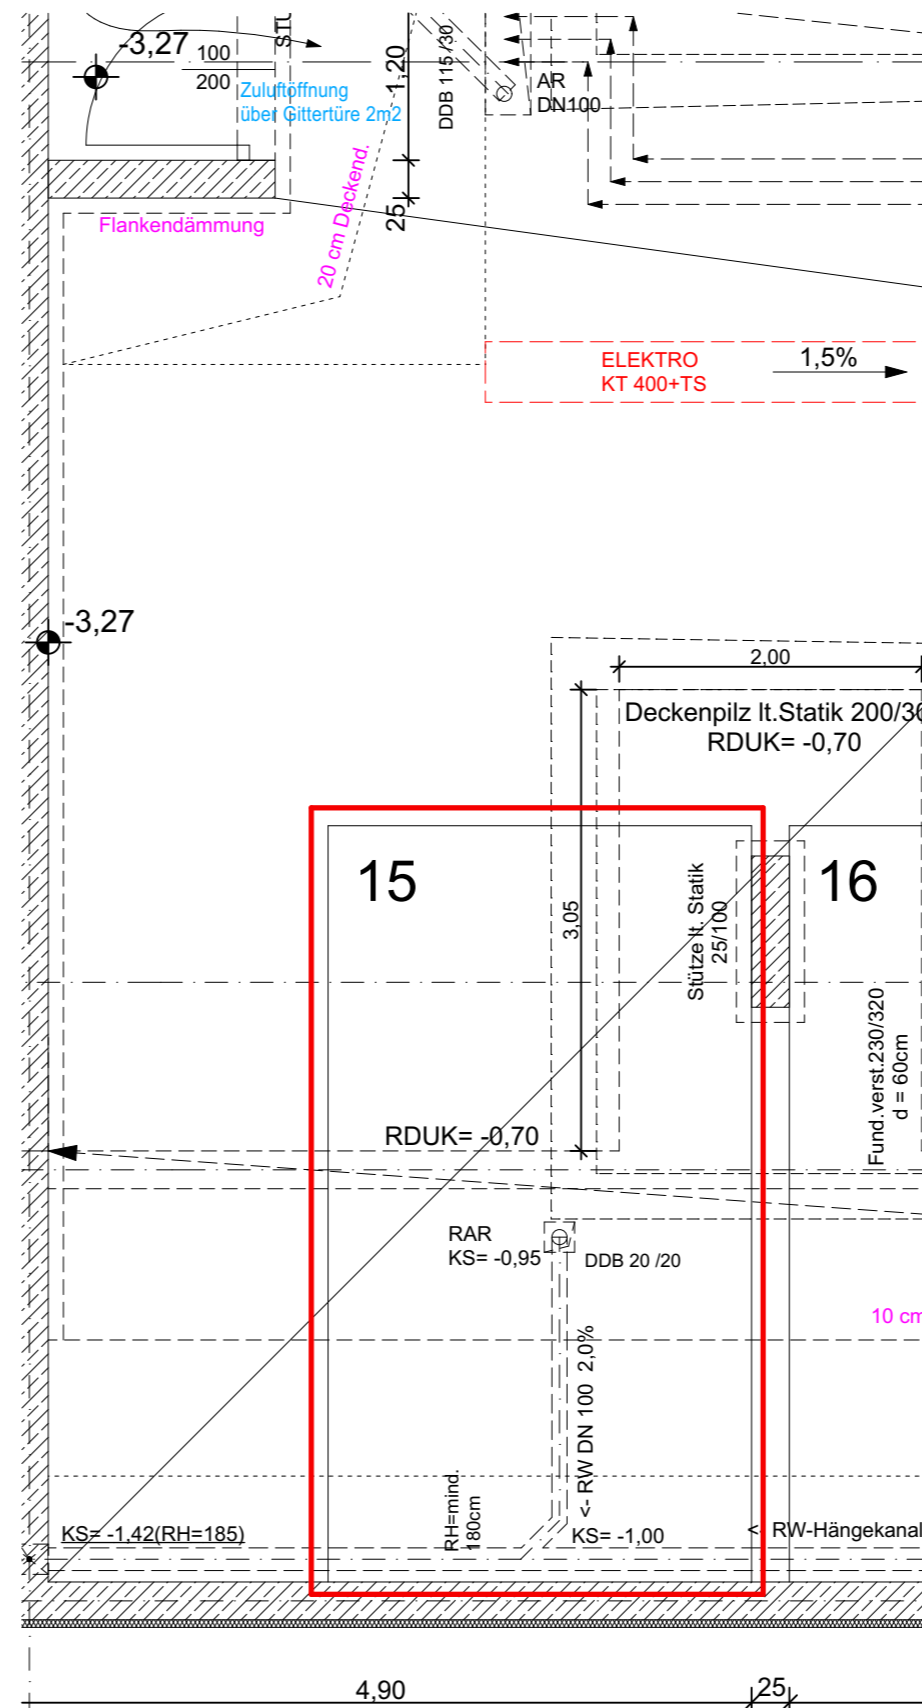 -3,27
100
200
Zuluftöffnung
über Gittertüre 2m2
1,20
DDB 115 /30
AR
DN100
25
Flankendämmung
20 cm Deckend.
ELEKTRO
KT 400+TS
1,5%
-3,27
2,00
Deckenpilz lt.Statik 200/
RDUK= -0,70
15
16
3,05
Stütze lt. Statik
25/100
Fund.verst.230/320
d = 60cm
RDUK= -0,70
RAR
KS= -0,95
DDB 20 /20
10 cm
<- RW DN 100 2,0%
RH=mind.
180cm
KS= -1,42(RH=185)
KS= -1,00
<- RW-Hängekanal
4,90
25